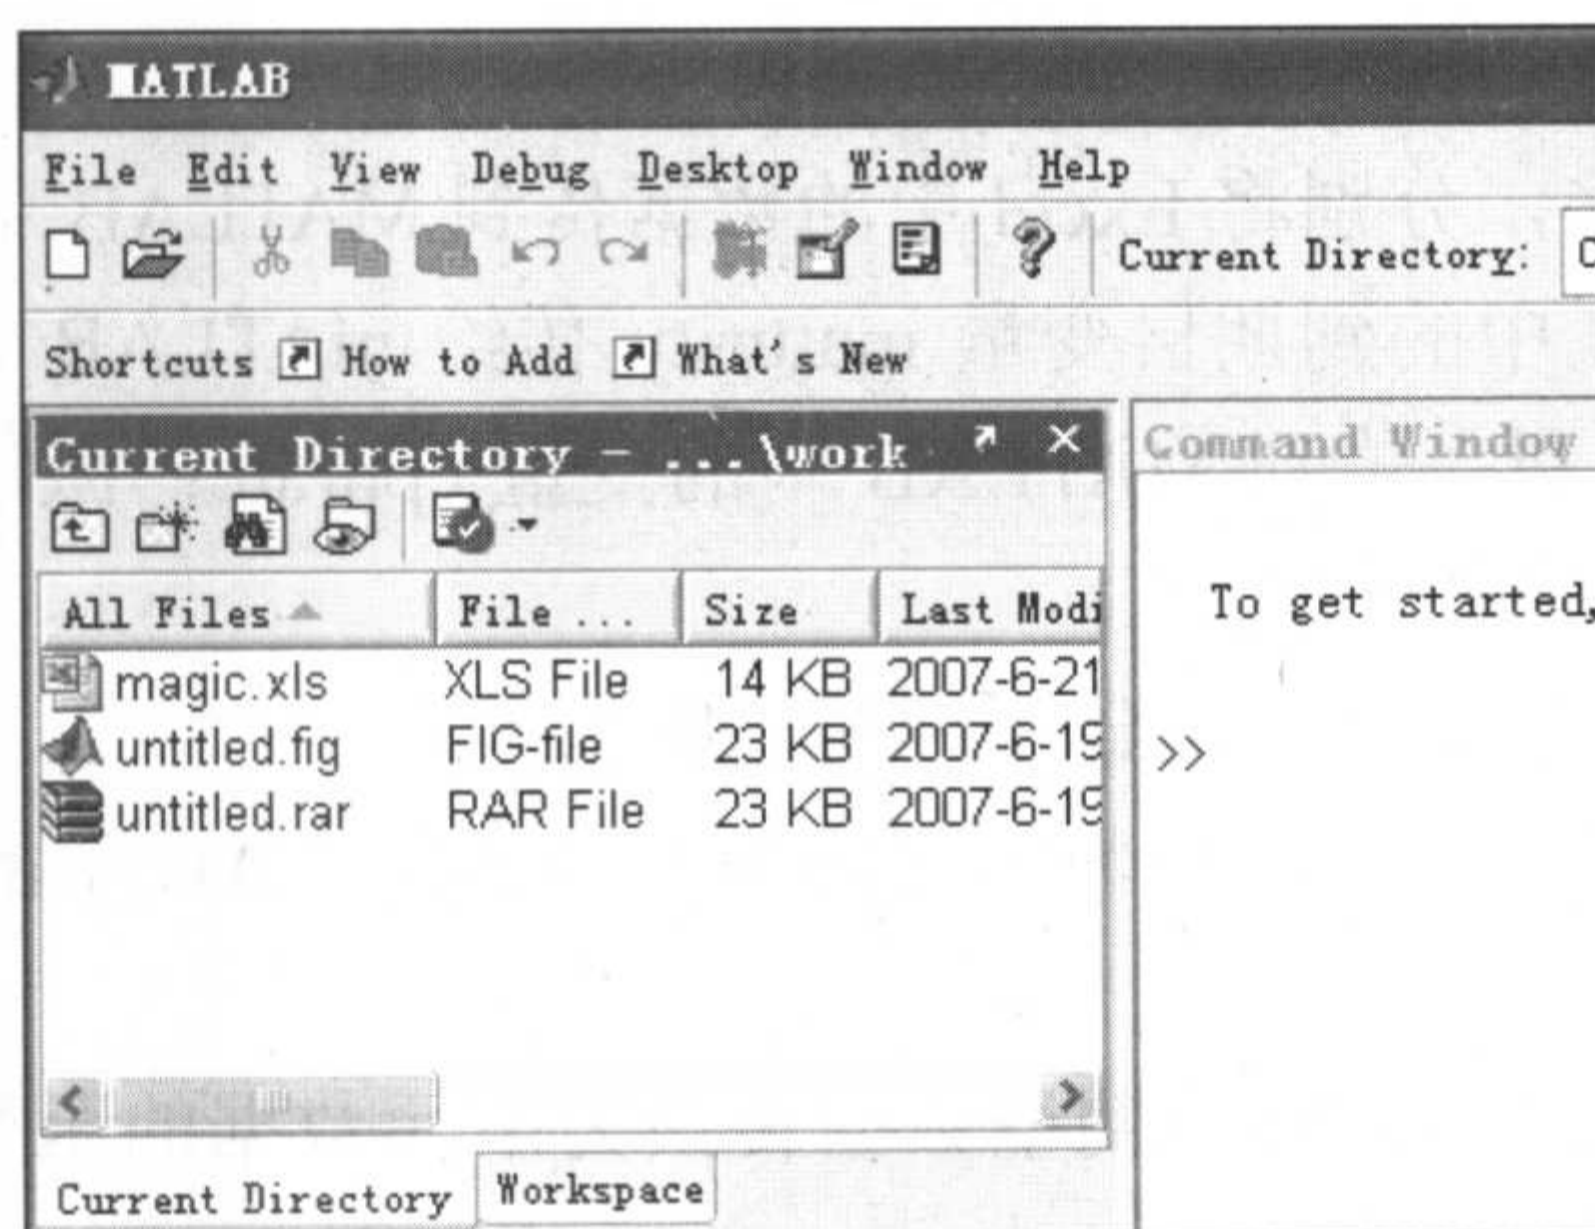 MATLAB
File Edit View Debug Desktop Window Help
Current Directory: C
Shortcuts How to Add What's New
Current Directory - ...\work
Command Window
All Files File ... Size Last Modi
To get started,
magic.xls XLS File 14 KB 2007-6-21
untitled.fig FIG-file 23 KB 2007-6-19
>>
untitled.rar RAR File 23 KB 2007-6-19
Current Directory Workspace